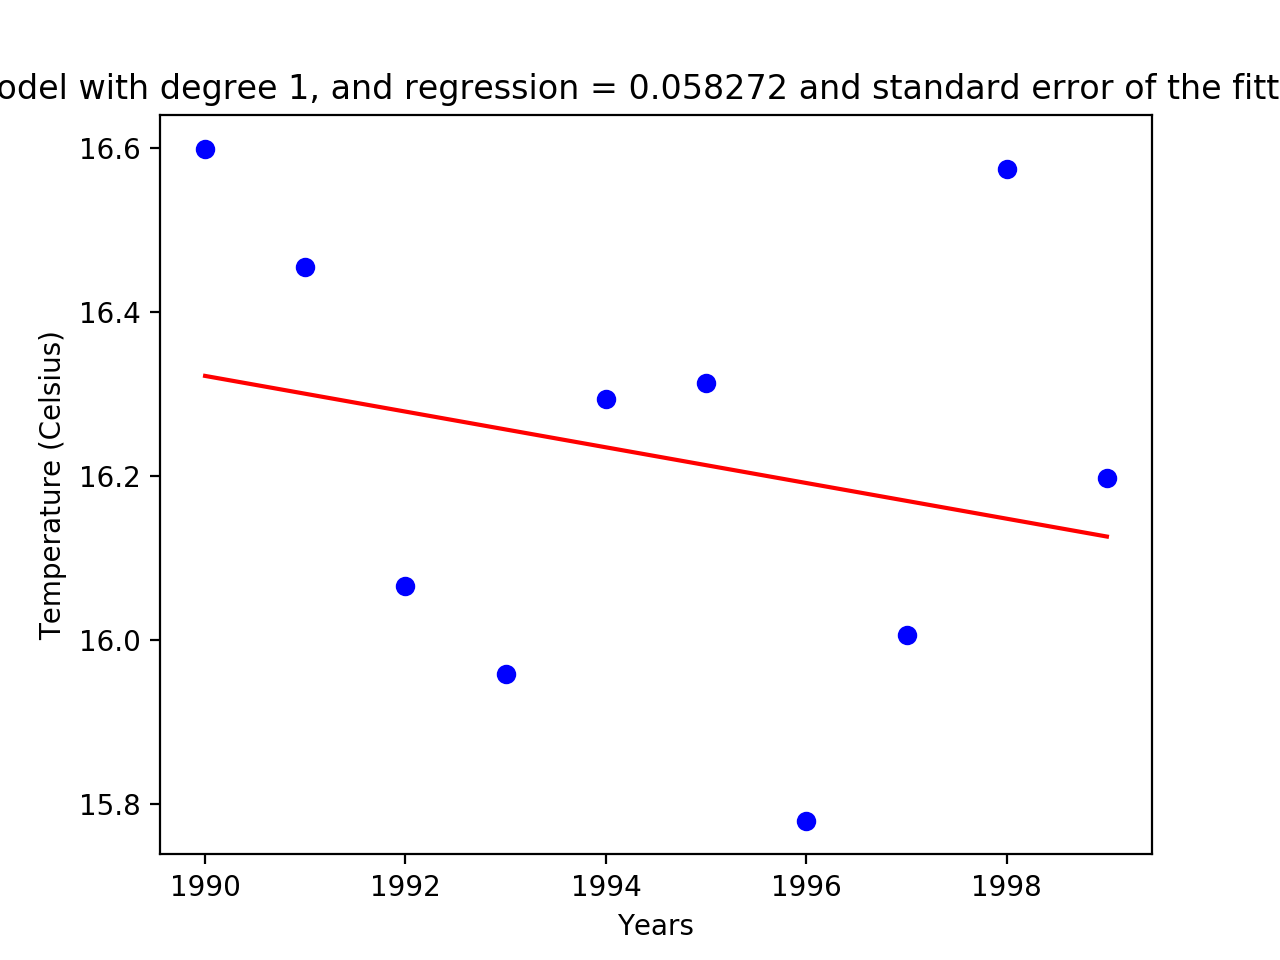 odel with degree 1, and regression = 0.058272 and standard error of the fitt
16.6
16.4
16.2
16.0
15.8
Temperature (Celsius)
1990 1992 1994 1996 1998
Years